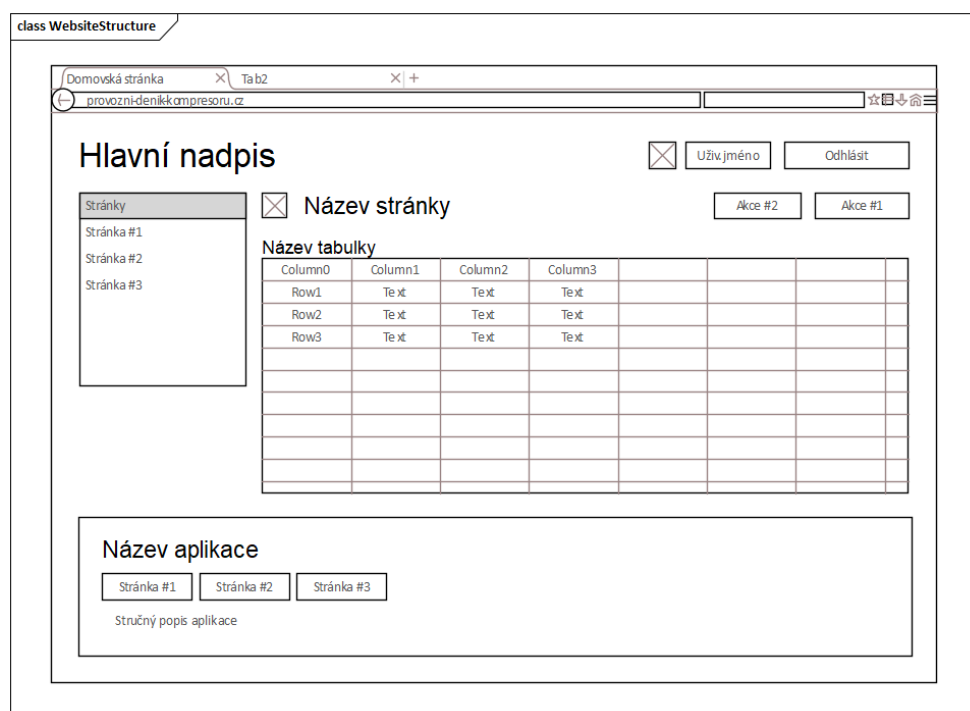 class WebsiteStructure
Domovská stránka Tab2
provozni-denik-kompresoru.cz
Hlavní nadpis Uživ.jméno Odhlásit
Stránky
Stránka #1
Stránka #2
Stránka #3
Název stránky Akce #2 Akce #1
Název tabulky
Column0 Column1 Column2 Column3
Row1 Text Text Text
Row2 Text Text Text
Row3 Text Text Text
Název aplikace
Stránka #1 Stránka #2 Stránka #3
Stručný popis aplikace